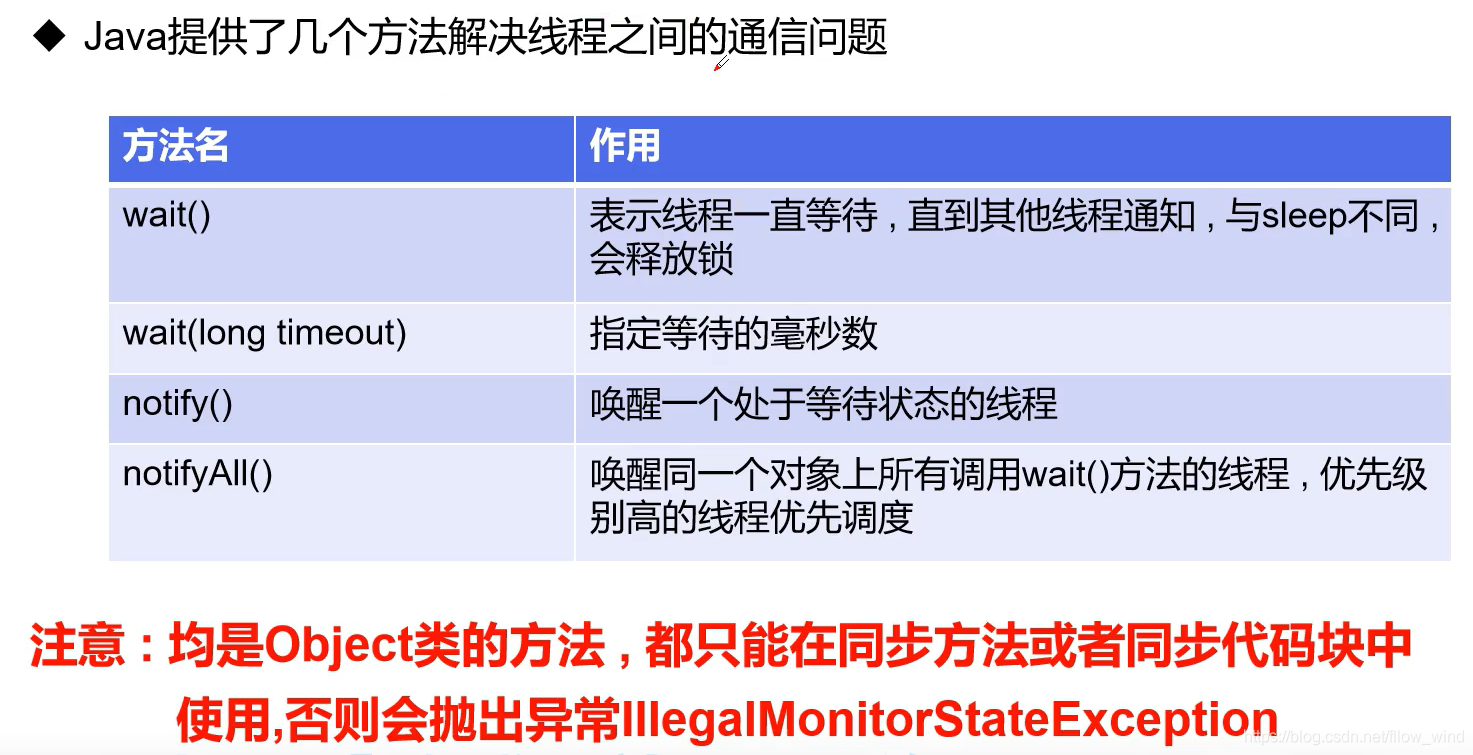 ◆ Java提供了几个方法解决线程之间的通信问题
方法名 作用
wait() 表示线程一直等待 , 直到其他线程通知 , 与sleep不同 ,
会释放锁
wait(long timeout) 指定等待的毫秒数
notify() 唤醒一个处于等待状态的线程
notifyAll() 唤醒同一个对象上所有调用wait()方法的线程 , 优先级
别高的线程优先调度
注意 : 均是Object类的方法 , 都只能在同步方法或者同步代码块中
使用,否则会抛出异常IllegalMonitorStateException
https://blog.csdn.net/fllow_wind